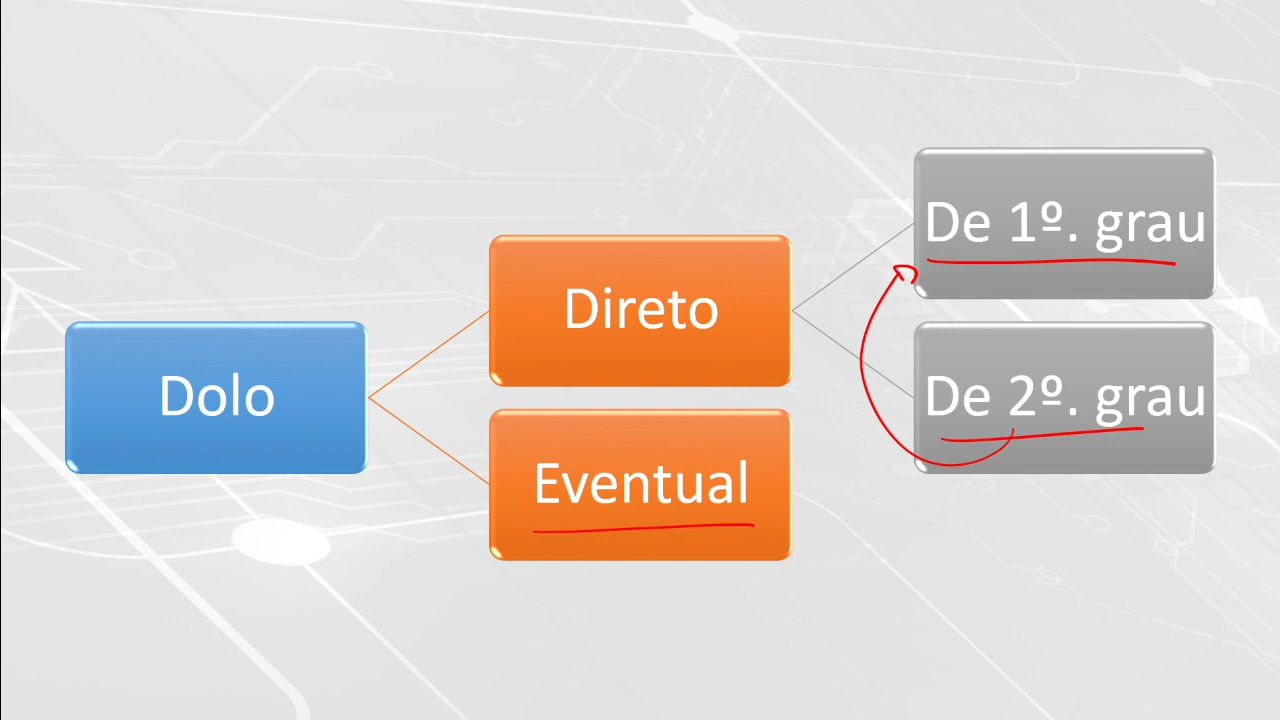 Dolo
Direto
Eventual
De 1º. grau
De 2º. grau